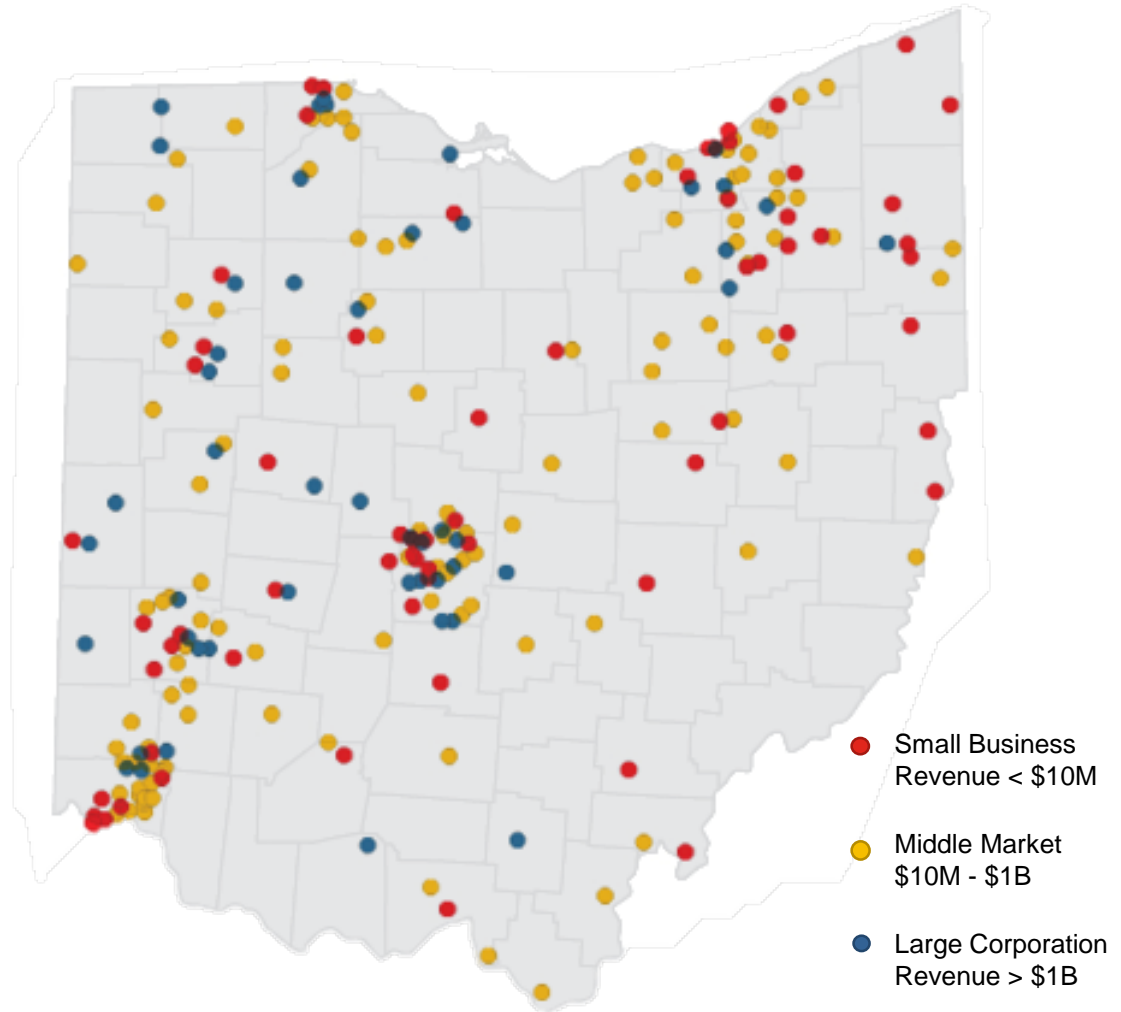 Small Business
Revenue < $10M
Middle Market
$10M - $1B
Large Corporation
Revenue > $1B